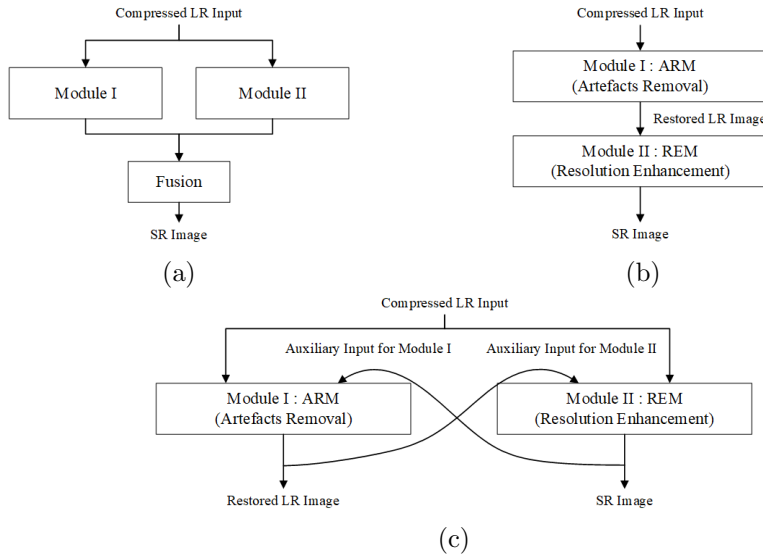 Compressed LR Input
Module I
Module II
Fusion
SR Image
(a)
Compressed LR Input
Module I : ARM
(Artefacts Removal)
Restored LR Image
Module II : REM
(Resolution Enhancement)
SR Image
(b)
Compressed LR Input
Auxiliary Input for Module I
Auxiliary Input for Module II
Module I : ARM
(Artefacts Removal)
Module II : REM
(Resolution Enhancement)
Restored LR Image
SR Image
(c)